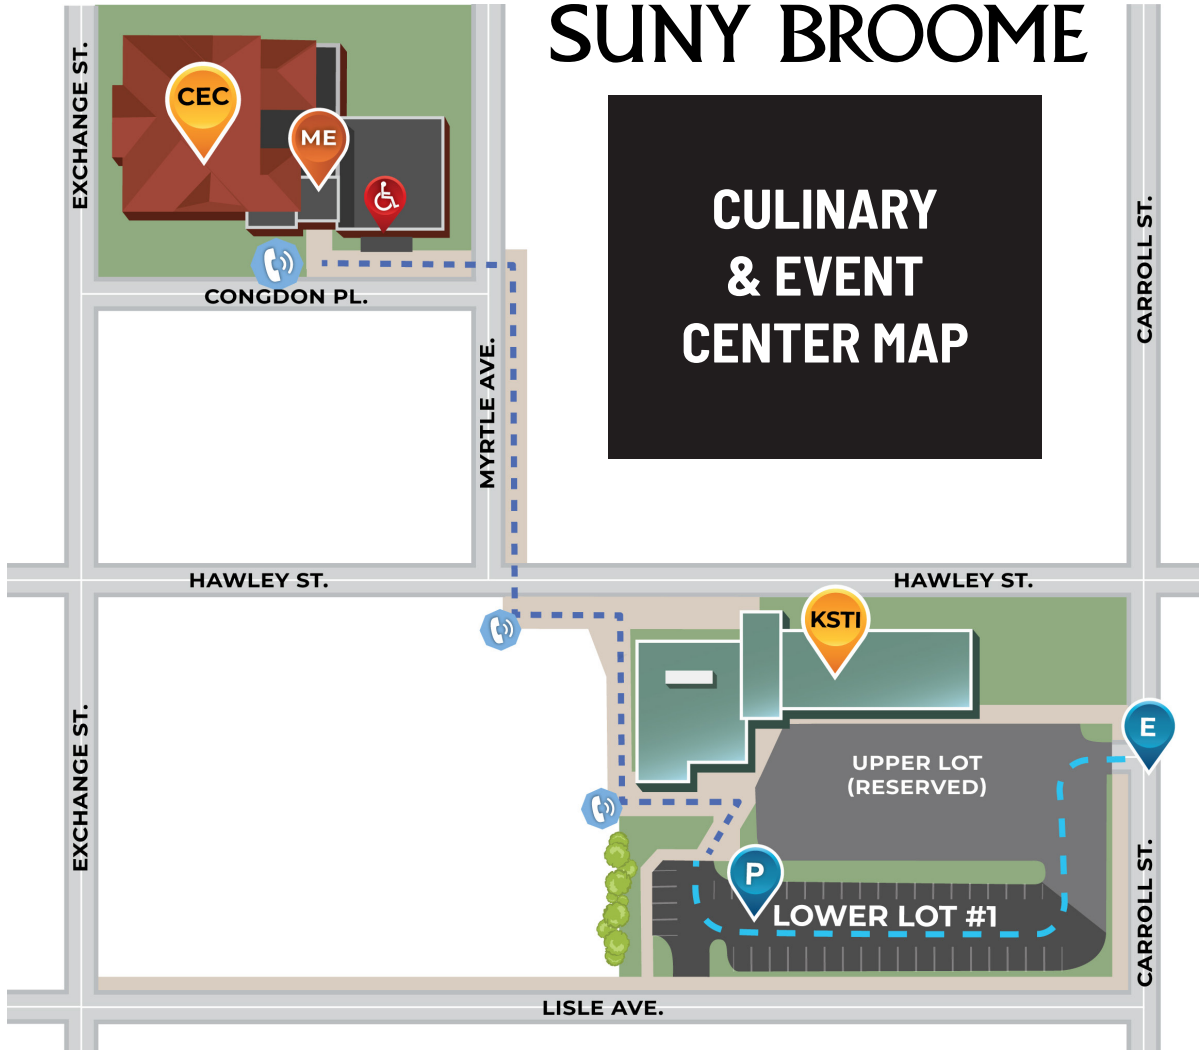 SUNY BROOME
CULINARY
& EVENT
CENTER MAP
EXCHANGE ST.
CEC
ME
CONGDON PL.
MYRTLE AVE.
CARROLL ST.
HAWLEY ST.
HAWLEY ST.
KSTI
E
UPPER LOT
(RESERVED)
EXCHANGE ST.
P
LOWER LOT #1
CARROLL ST.
LISLE AVE.